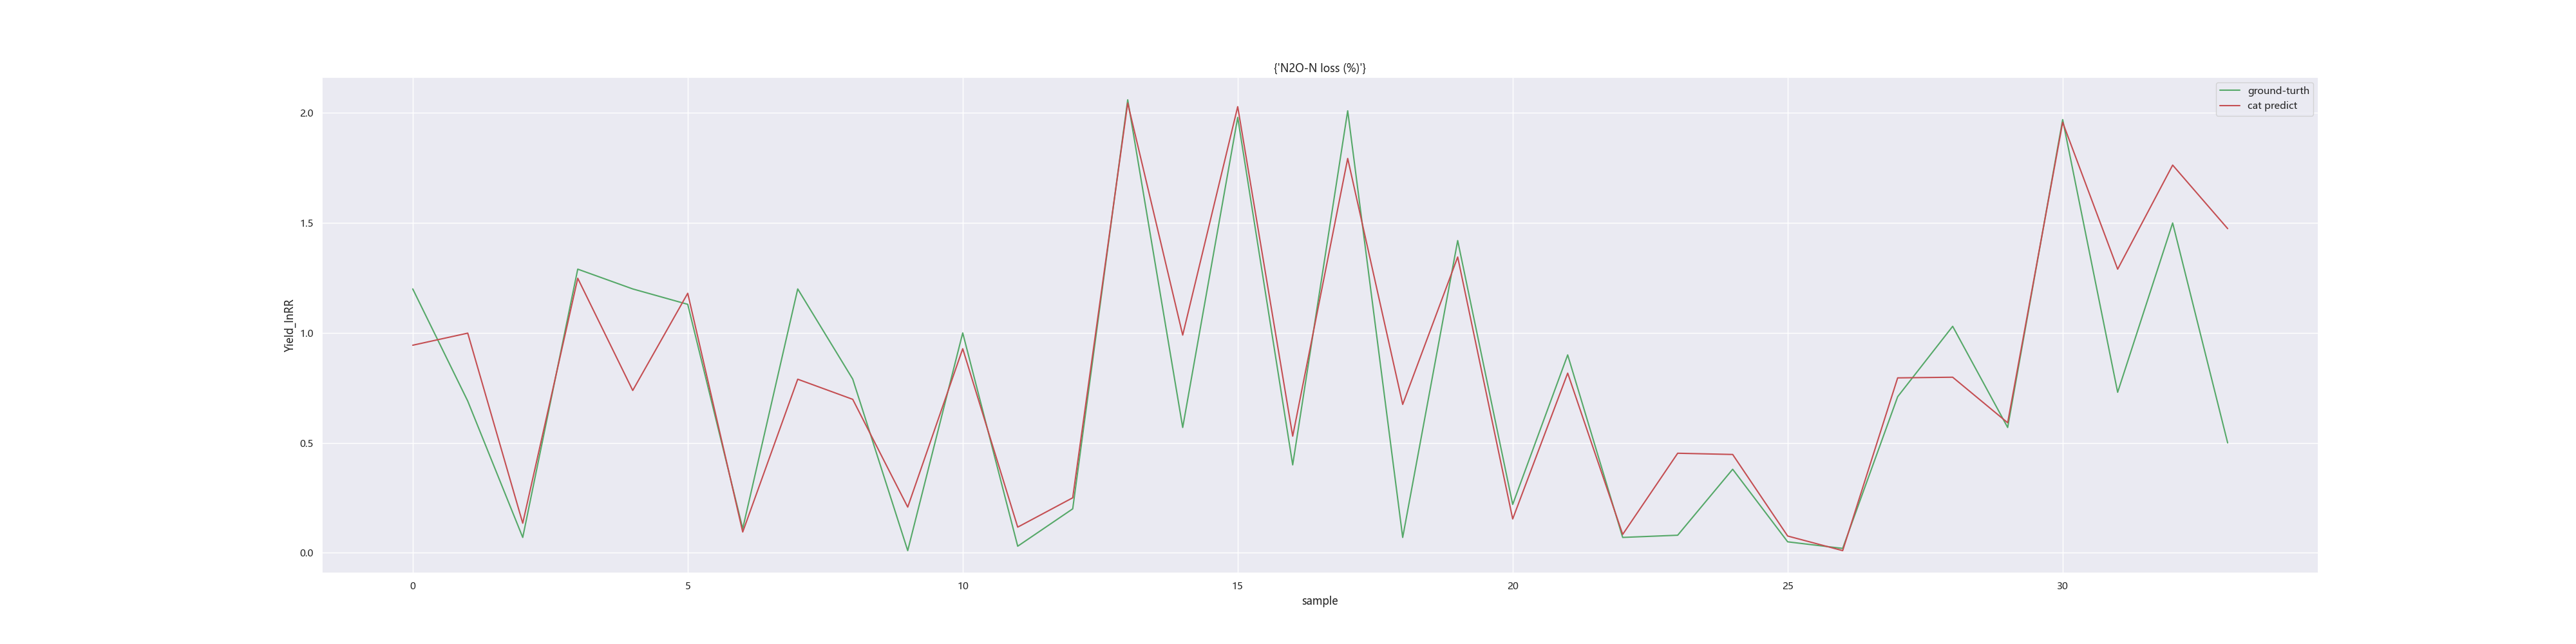 {'N2O-N loss (%)'}
ground-turth
cat predict
2.0
1.5
1.0
0.5
0.0
Yield_lnRR
0 5 10 15 20 25 30
sample